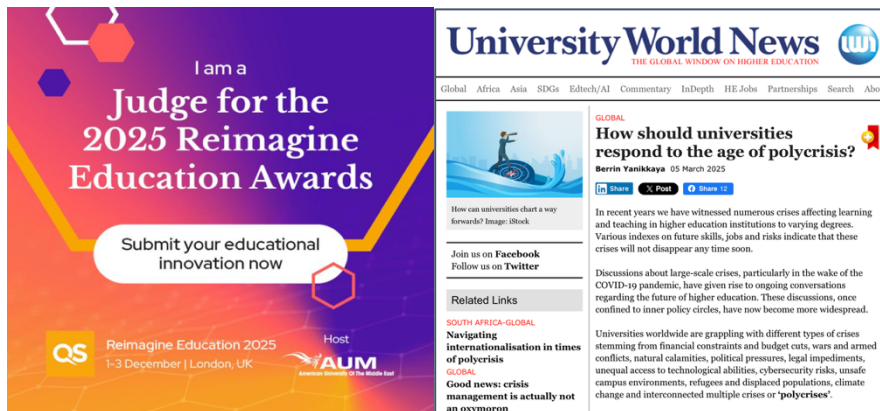 I am a
Judge for the
2025 Reimagine
Education Awards
Submit your educational
innovation now
QS
Reimagine Education 2025
1-3 December | London, UK
Host
AUM
American University Of The Middle East
University World News
THE GLOBAL WINDOW ON HIGHER EDUCATION
uwn
Global Africa Asia SDGs Edtech/AI Commentary InDepth HE Jobs Partnerships Search Abo
How can universities chart a way
forwards? Image: iStock
Join us on Facebook
Follow us on Twitter
Related Links
SOUTH AFRICA-GLOBAL
Navigating
internationalisation in times
of polycrisis
GLOBAL
Good news: crisis
management is actually not
an oxymoron
GLOBAL
How should universities
respond to the age of polycrisis?
Berrin Yanikkaya 05 March 2025
in Share X Post f Share 12
In recent years we have witnessed numerous crises affecting learning
and teaching in higher education institutions to varying degrees.
Various indexes on future skills, jobs and risks indicate that these
crises will not disappear any time soon.
Discussions about large-scale crises, particularly in the wake of the
COVID-19 pandemic, have given rise to ongoing conversations
regarding the future of higher education. These discussions, once
confined to inner policy circles, have now become more widespread.
Universities worldwide are grappling with different types of crises
stemming from financial constraints and budget cuts, wars and armed
conflicts, natural calamities, political pressures, legal impediments,
unequal access to technological abilities, cybersecurity risks, unsafe
campus environments, refugees and displaced populations, climate
change and interconnected multiple crises or ‘polycrises’.